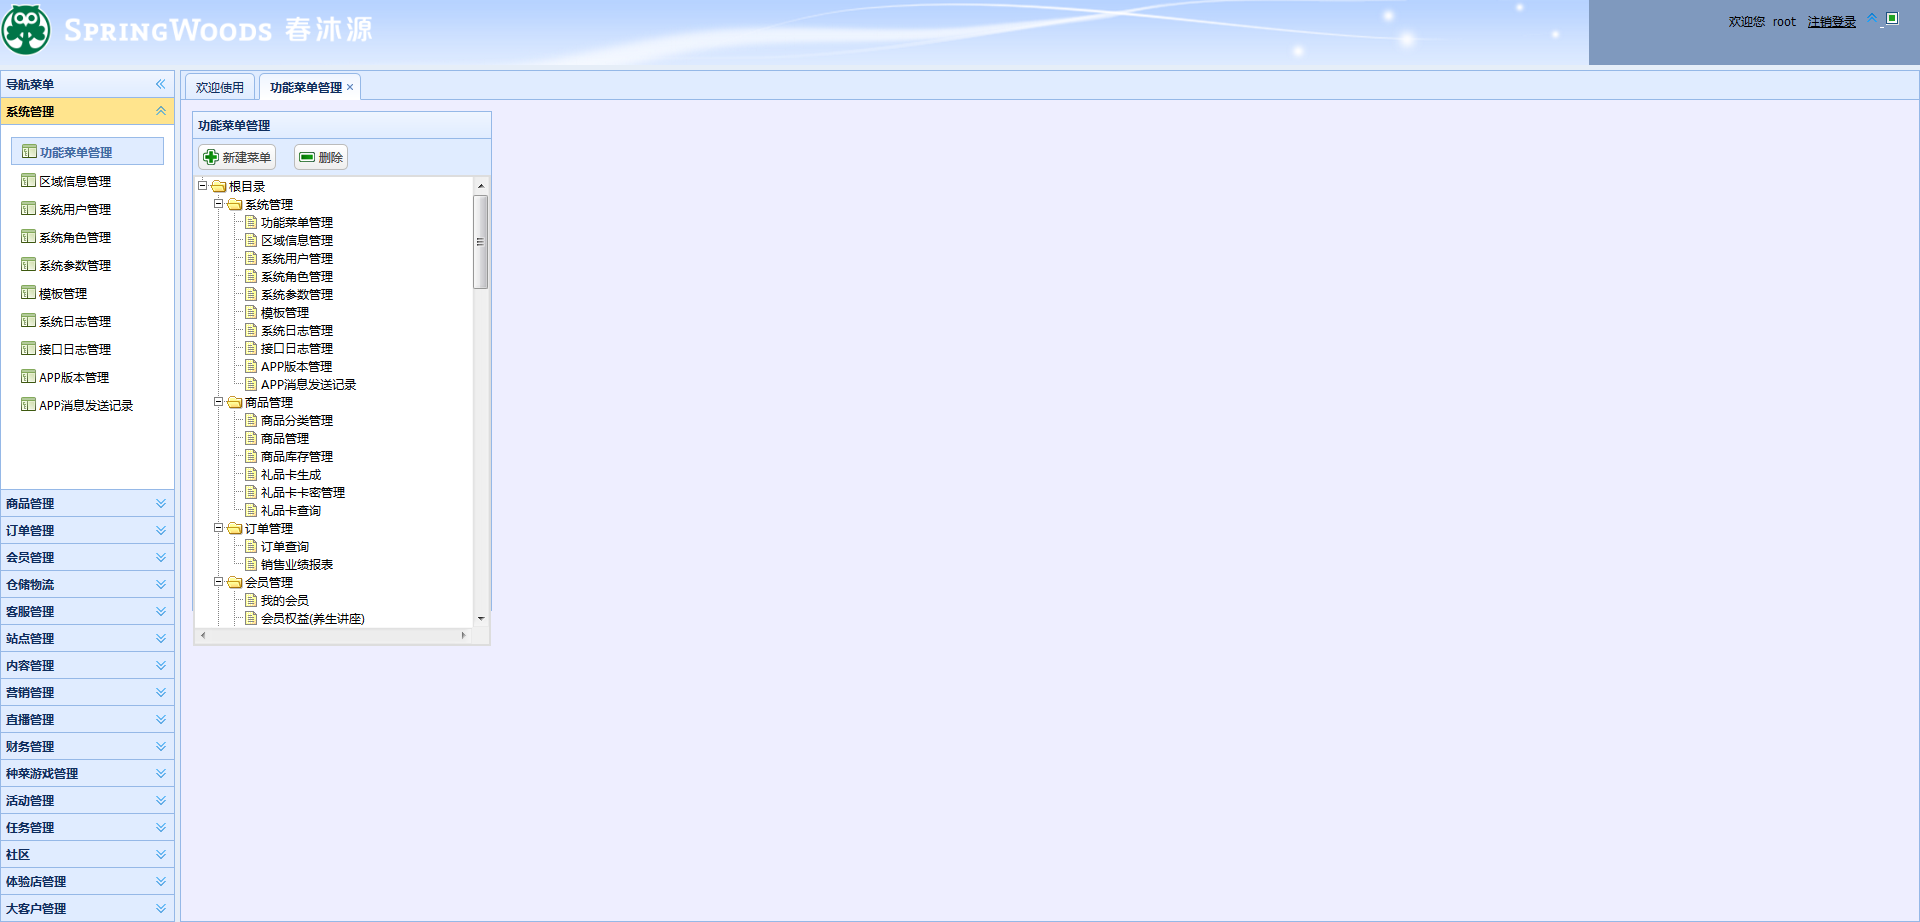 SPRINGWOODS 春沐源
欢迎您 root 注销登录
导航菜单
系统管理
功能菜单管理
区域信息管理
系统用户管理
系统角色管理
系统参数管理
模板管理
系统日志管理
接口日志管理
APP版本管理
APP消息发送记录
商品管理
订单管理
会员管理
仓储物流
客服管理
站点管理
内容管理
营销管理
直播管理
财务管理
种菜游戏管理
活动管理
任务管理
社区
体验店管理
大客户管理
欢迎使用 功能菜单管理
功能菜单管理
新建菜单 删除
根目录
系统管理
功能菜单管理
区域信息管理
系统用户管理
系统角色管理
系统参数管理
模板管理
系统日志管理
接口日志管理
APP版本管理
APP消息发送记录
商品管理
商品分类管理
商品管理
商品库存管理
礼品卡生成
礼品卡卡密管理
礼品卡查询
订单管理
订单查询
销售业绩报表
会员管理
我的会员
会员权益(养生讲座)